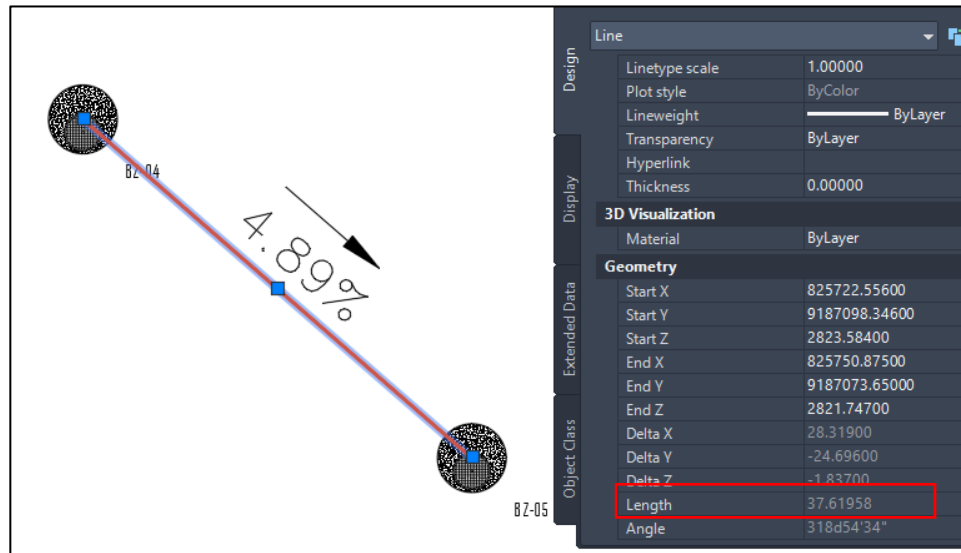 BZ-04
4.89%
BZ-05
Design
Display
Extended Data
Object Class
Line
Linetype scale 1.00000
Plot style ByColor
Lineweight ByLayer
Transparency ByLayer
Hyperlink
Thickness 0.00000
3D Visualization
Material ByLayer
Geometry
Start X 825722.55600
Start Y 9187098.34600
Start Z 2823.58400
End X 825750.87500
End Y 9187073.65000
End Z 2821.74700
Delta X 28.31900
Delta Y -24.69600
Delta Z -1.83700
Length 37.61958
Angle 318d54'34"